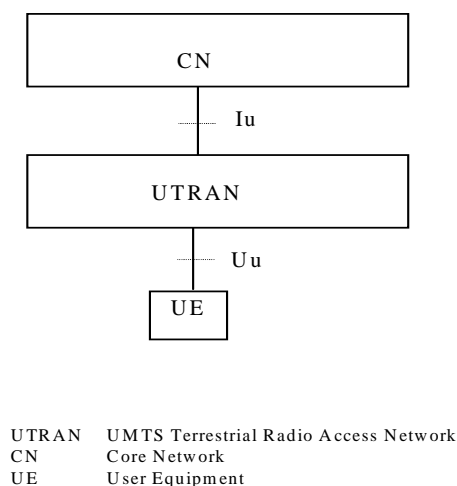 CN
Iu
UTRAN
Uu
UE
UTRAN UMTS Terrestrial Radio Access Network
CN Core Network
UE User Equipment